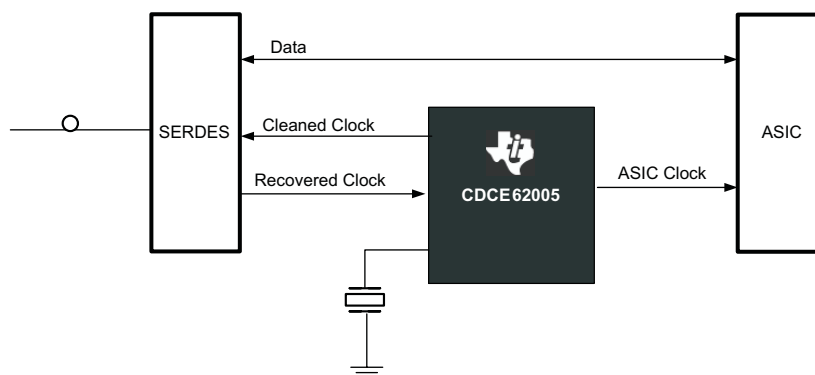 Data
SERDES
Cleaned Clock
ASIC
Recovered Clock
ASIC Clock
CDCE62005